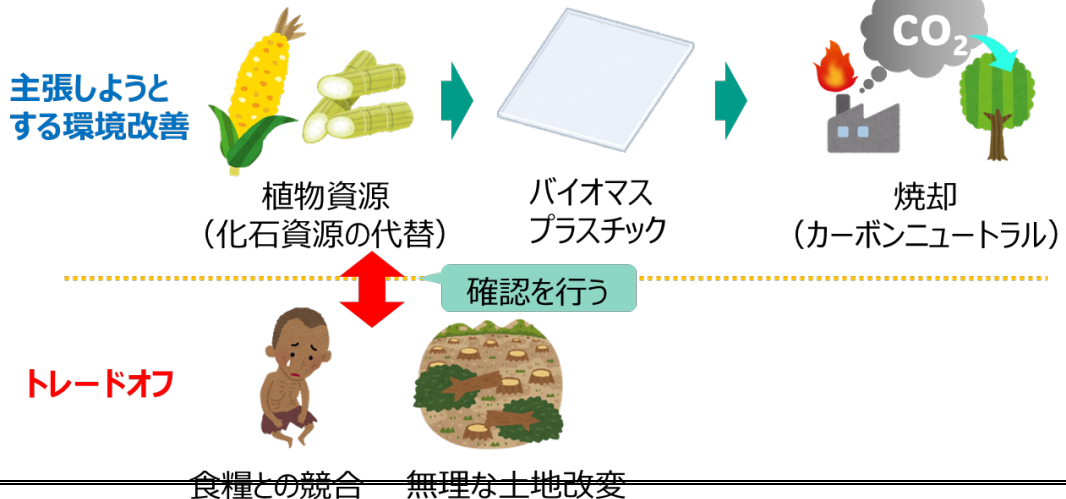 CO₂
主張しようと
する環境改善
植物資源
（化石資源の代替）
バイオマス
プラスチック
焼却
（カーボンニュートラル）
確認を行う
トレードオフ
食糧との競合
無理な土地改変